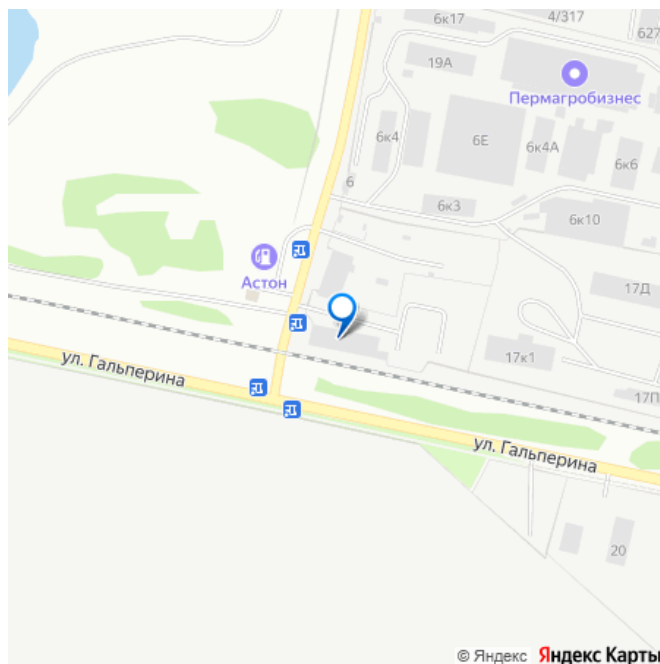 6к17
4/317
627
19А
Пермагробизнес
6к4
6Е
6к4А
6к6
6
6к3
6к10
Астон
17Д
ул. Гальперина
17к1
17П
ул. Гальперина
20
© Яндекс Яндекс Карты